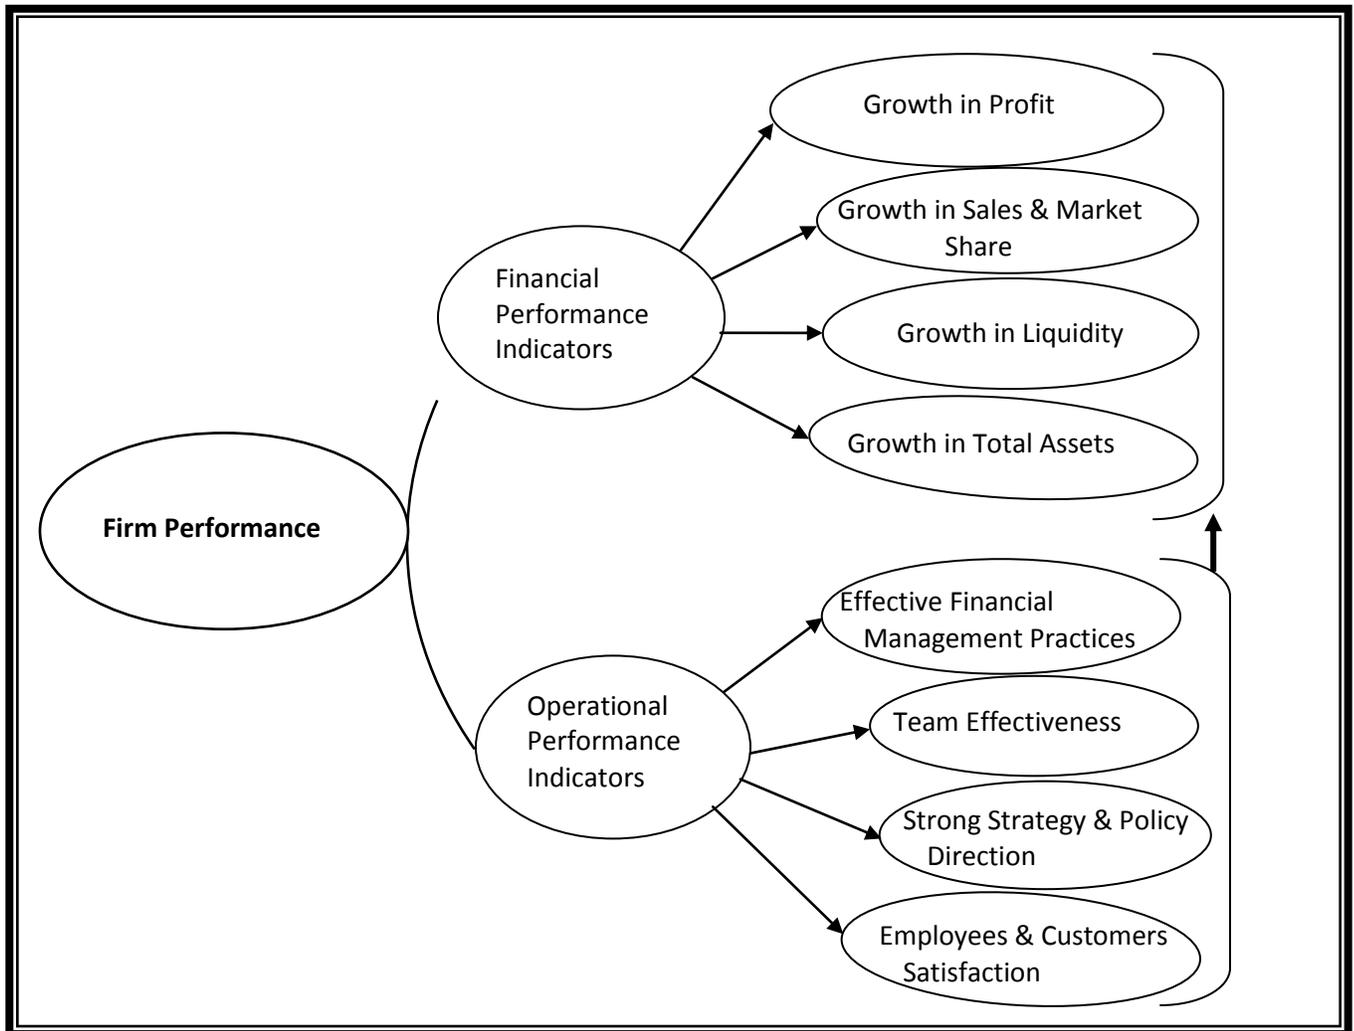 Growth in Profit
Growth in Sales & Market
Share
Financial
Performance
Indicators
Growth in Liquidity
Growth in Total Assets
Firm Performance
Effective Financial
Management Practices
Operational
Performance
Indicators
Team Effectiveness
Strong Strategy & Policy
Direction
Employees & Customers
Satisfaction